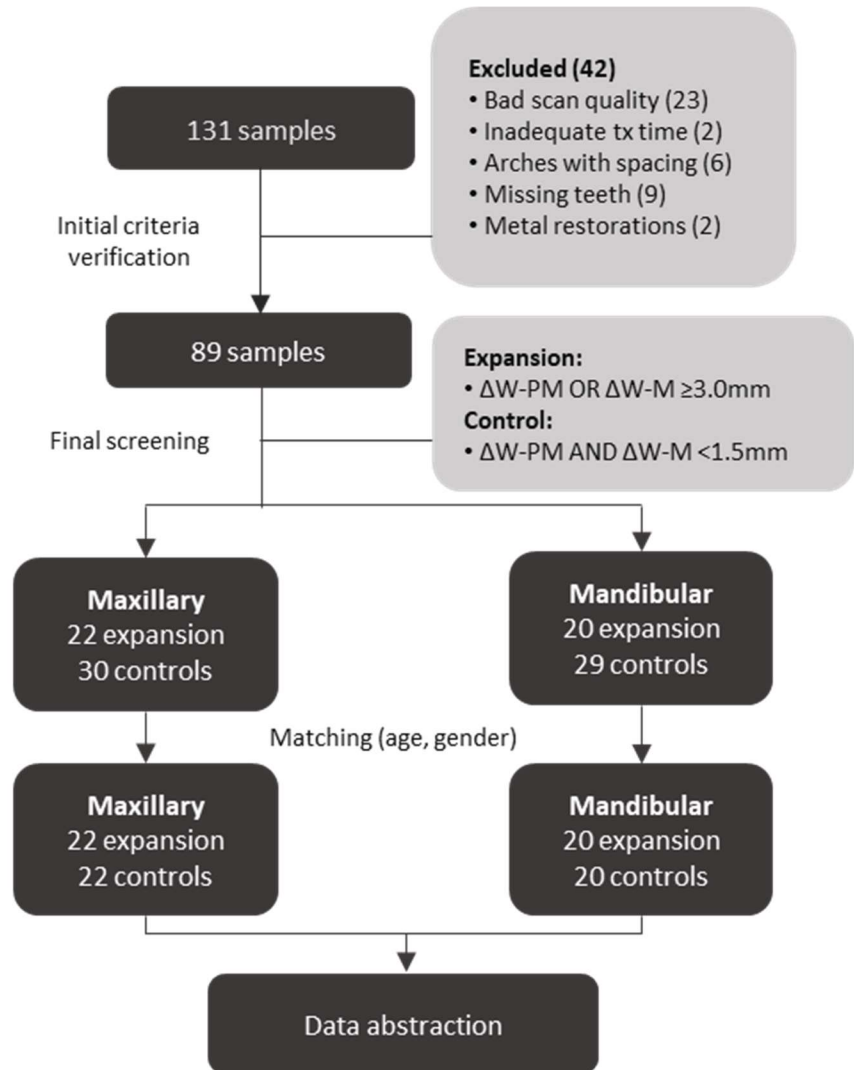 131 samples
Excluded (42)
• Bad scan quality (23)
• Inadequate tx time (2)
• Arches with spacing (6)
• Missing teeth (9)
• Metal restorations (2)
Initial criteria
verification
89 samples
Expansion:
• ΔW-PM OR ΔW-M ≥3.0mm
Control:
• ΔW-PM AND ΔW-M <1.5mm
Final screening
Maxillary
22 expansion
30 controls
Mandibular
20 expansion
29 controls
Matching (age, gender)
Maxillary
22 expansion
22 controls
Mandibular
20 expansion
20 controls
Data abstraction